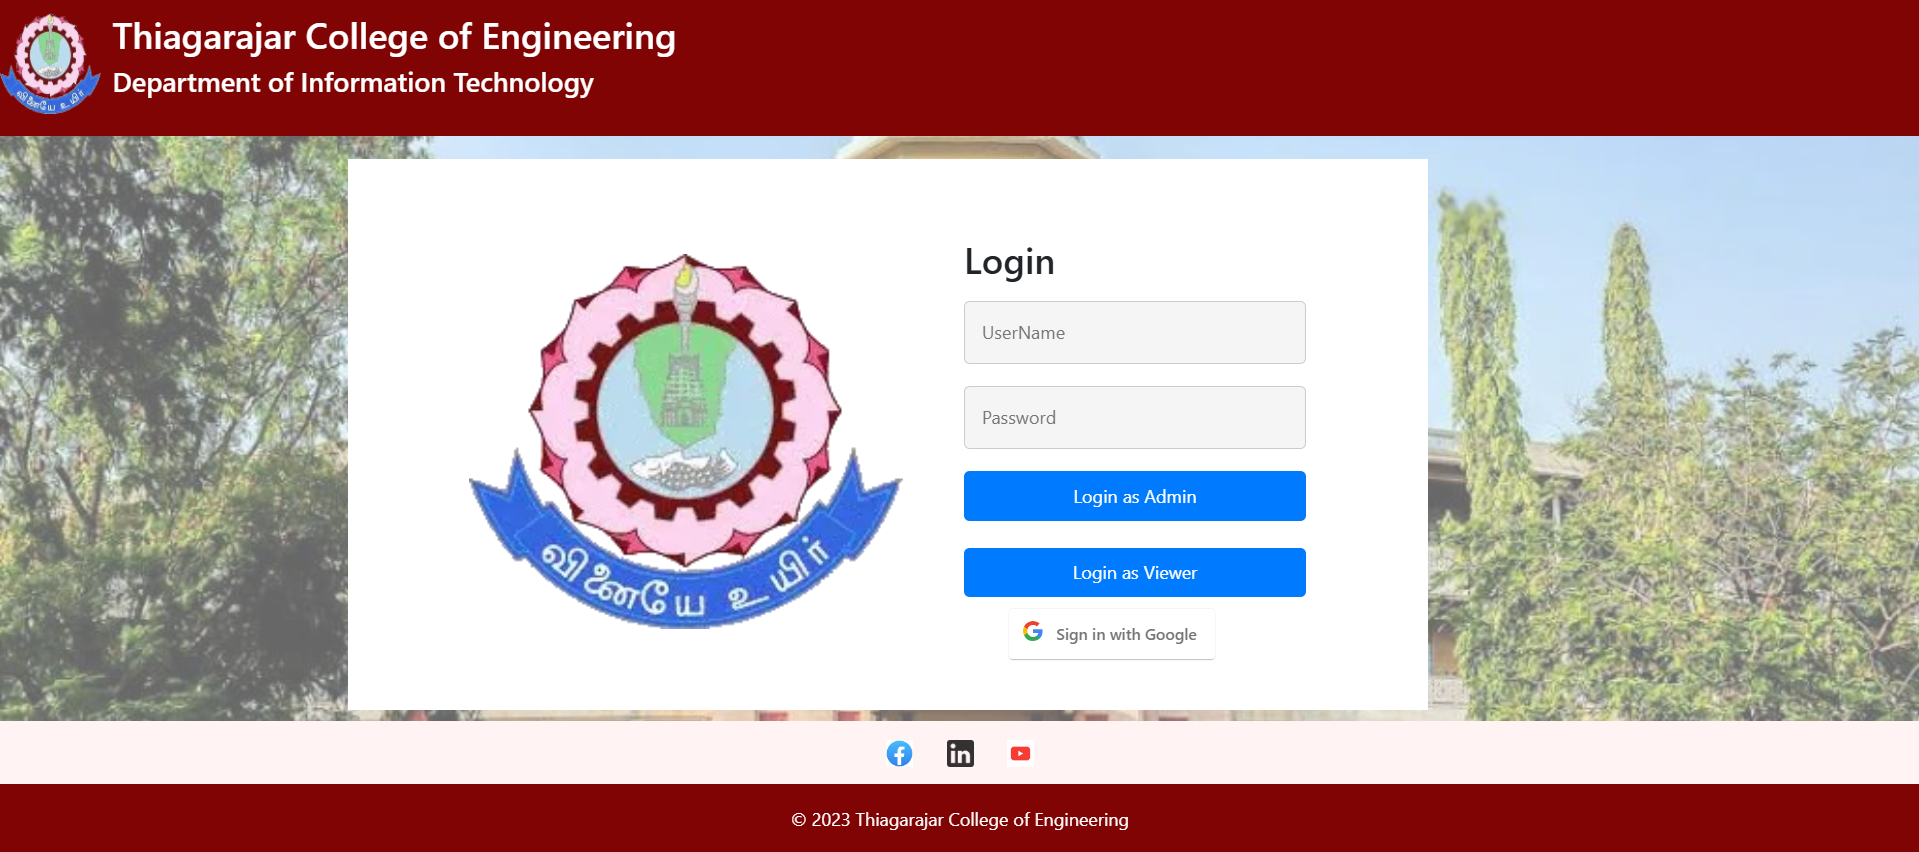 Thiagarajar College of Engineering
Department of Information Technology
வினையே உயிர்
Login
UserName
Password
Login as Admin
Login as Viewer
Sign in with Google
வினையே உயிர்
© 2023 Thiagarajar College of Engineering